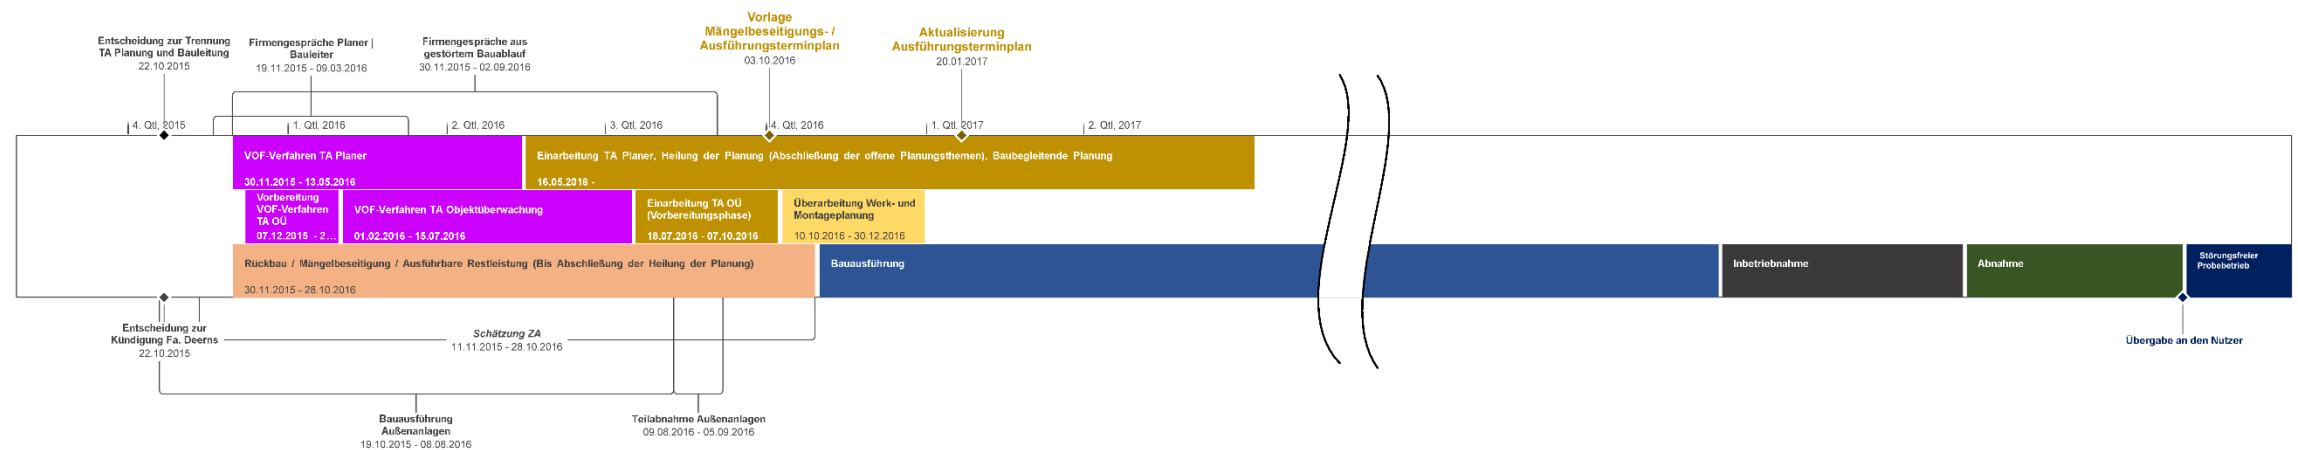 Vorlage
Mängelbeseitigungs- /
Ausführungsterminplan
03.10.2016
Aktualisierung
Ausführungsterminplan
20.01.2017
Entscheidung zur Trennung
TA Planung und Bauleitung
22.10.2015
Firmengespräche Planer |
Bauleiter
19.11.2015 - 09.03.2016
Firmengespräche aus
gestörtem Bauablauf
30.11.2015 - 02.09.2016
4. Qtl, 2015
1. Qtl, 2016
2. Qtl, 2016
3. Qtl, 2016
4. Qtl, 2016
1. Qtl, 2017
2. Qtl, 2017
VOF-Verfahren TA Planer
30.11.2015 - 13.05.2016
Einarbeitung TA Planer, Heilung der Planung (Abschließung der offene Planungsthemen), Baubegleitende Planung
16.05.2016 -
Vorbereitung
VOF-Verfahren
TA OÜ
07.12.2015 - 2...
VOF-Verfahren TA Objektüberwachung
01.02.2016 - 15.07.2016
Einarbeitung TA OÜ
(Vorbereitungsphase)
18.07.2016 - 07.10.2016
Überarbeitung Werk- und
Montageplanung
10.10.2016 - 30.12.2016
Rückbau / Mängelbeseitigung / Ausführbare Restleistung (Bis Abschließung der Heilung der Planung)
30.11.2015 - 28.10.2016
Bauausführung
Inbetriebnahme
Abnahme
Störungsfreier
Probebetrieb
Entscheidung zur
Kündigung Fa. Deerns
22.10.2015
Schätzung ZA
11.11.2015 - 28.10.2016
Übergabe an den Nutzer
Bauausführung
Außenanlagen
19.10.2015 - 08.08.2016
Teilabnahme Außenanlagen
09.08.2016 - 05.09.2016